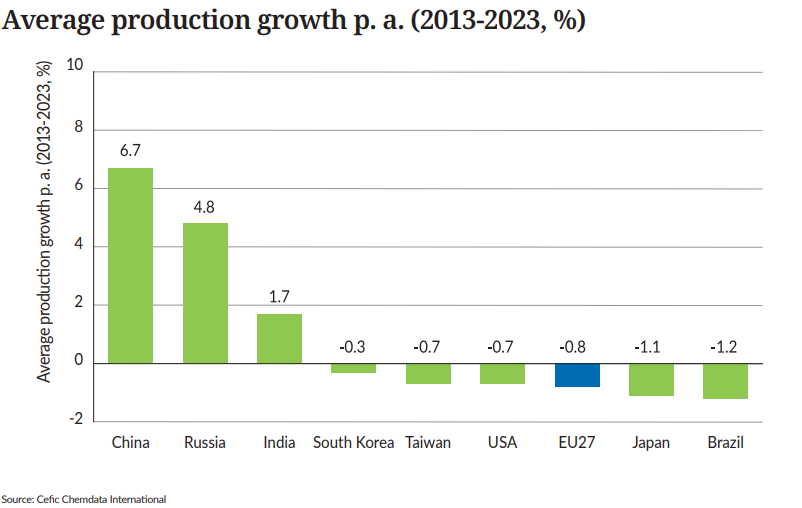 Average production growth p. a. (2013-2023, %)
Average production growth p. a. (2013-2023, %)
10
8
6
4
2
0
-2
6.7
4.8
1.7
-0.3
-0.7
-0.7
-0.8
-1.1
-1.2
China
Russia
India
South Korea
Taiwan
USA
EU27
Japan
Brazil
Source: Cefic Chemdata International